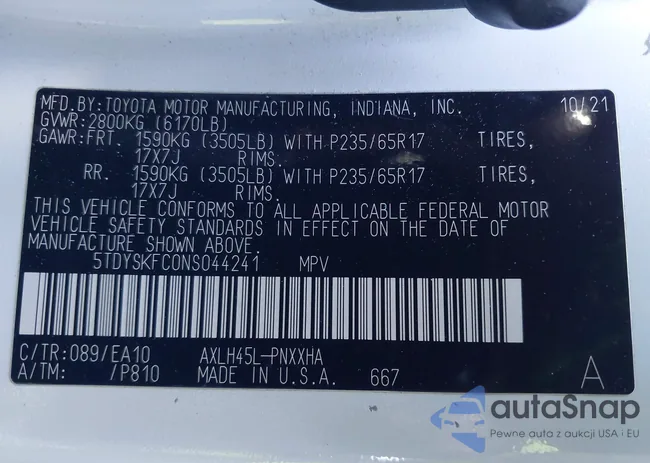 MFD.BY: TOYOTA MOTOR MANUFACTURING, INDIANA, INC. 10/21
GVWR: 2800KG (6170LB)
GAWR: FRT. 1590KG (3505LB) WITH P235/65R17 TIRES,
17X7J RIMS.
RR. 1590KG (3505LB) WITH P235/65R17 TIRES,
17X7J RIMS.
THIS VEHICLE CONFORMS TO ALL APPLICABLE FEDERAL MOTOR
VEHICLE SAFETY STANDARDS IN EFFECT ON THE DATE OF
MANUFACTURE SHOWN ABOVE.
5TDYSKFC0NS044241 MPV
C/TR: 089/EA10 AXLH45L-PNXXHA
A/TM: /P810 MADE IN U.S.A. 667 A
autaSnap
Pewne auta z aukcji USA i EU